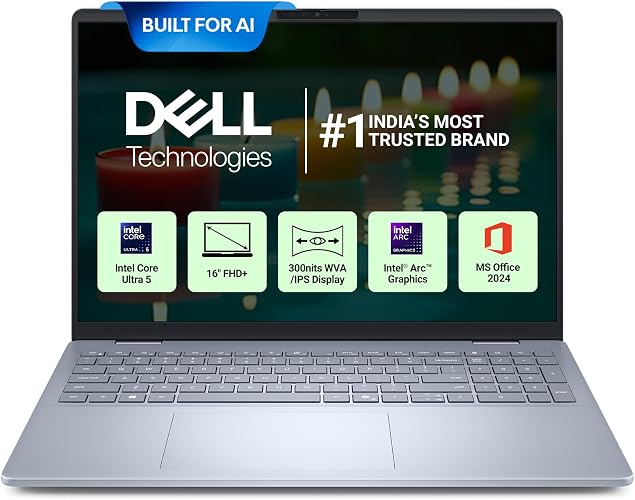 BUILT FOR AI
DELL
Technologies
#1 INDIA'S MOST
TRUSTED BRAND
intel
CORE
ULTRA 5
Intel Core
Ultra 5
16" FHD+
300nits WVA
/IPS Display
intel
ARC
GRAPHICS
Intel® Arc™
Graphics
MS Office
2024